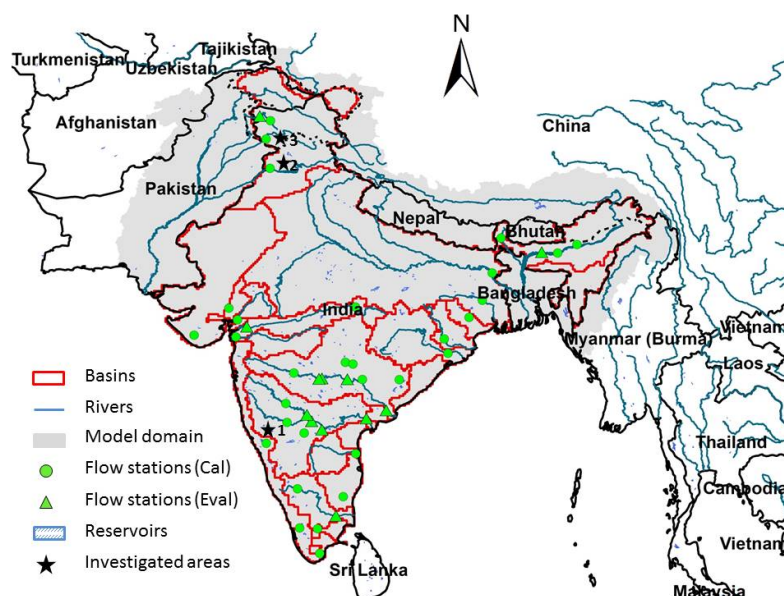 N
Tajikistan
Turkmenistan
Uzbekistan
Afghanistan
China
3
2
Pakistan
Nepal
Bhutan
Bangladesh
India
Myanmar (Burma)
Vietnam
Laos
Thailand
Cambodia
Vietnam
Malaysia
Sri Lanka
1
Basins
Rivers
Model domain
Flow stations (Cal)
Flow stations (Eval)
Reservoirs
Investigated areas